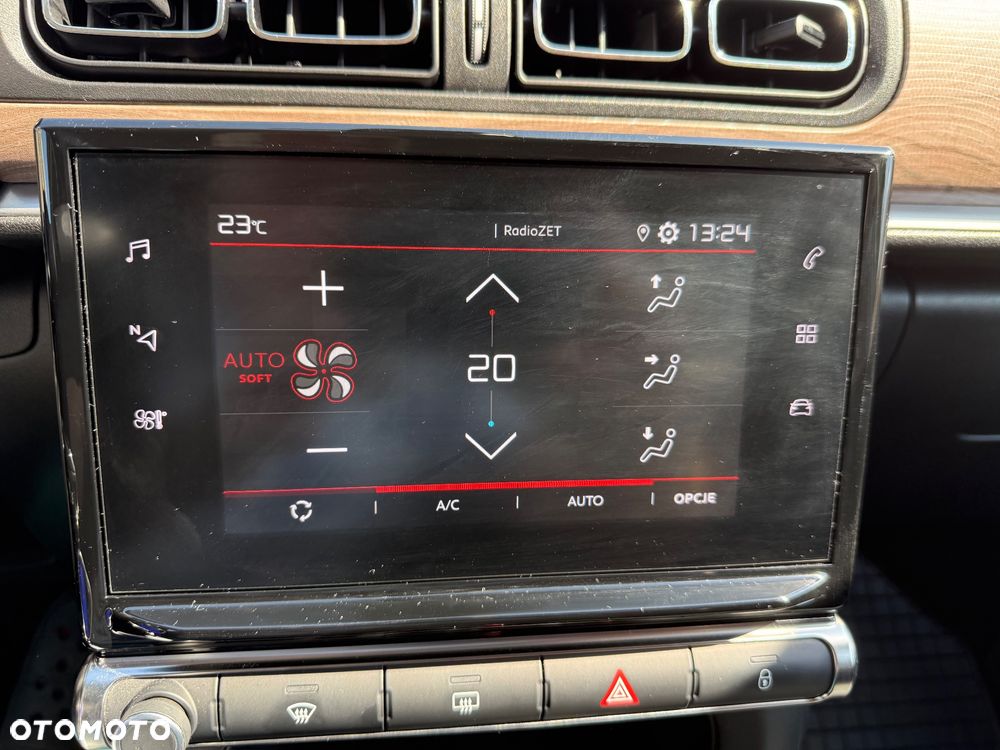 23°C
| RadioZET
13:24
N
AUTO
SOFT
20
A/C | AUTO | OPCJE
OTOMOTO